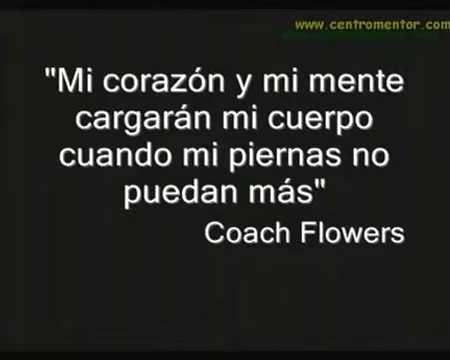 www.centromentor.com
"Mi corazón y mi mente
cargarán mi cuerpo
cuando mi piernas no
puedan más"
Coach Flowers